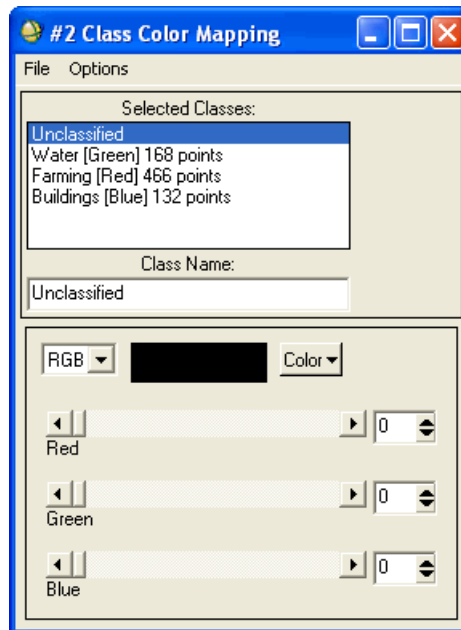 #2 Class Color Mapping
File Options
Selected Classes:
Unclassified
Water [Green] 168 points
Farming [Red] 466 points
Buildings [Blue] 132 points
Class Name:
Unclassified
RGB Color
0
Red
0
Green
0
Blue